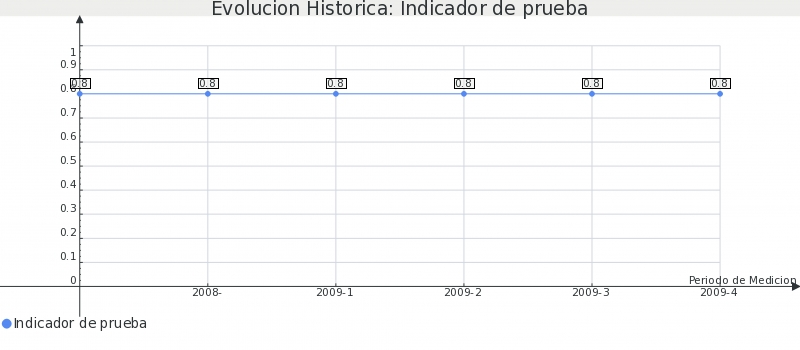 Evolucion Historica: Indicador de prueba
1
0.9
0.8 0.8 0.8 0.8 0.8 0.8
0.8
0.7
0.6
0.5
0.4
0.3
0.2
0.1
0
Periodo de Medicion
2008- 2009-1 2009-2 2009-3 2009-4
Indicador de prueba